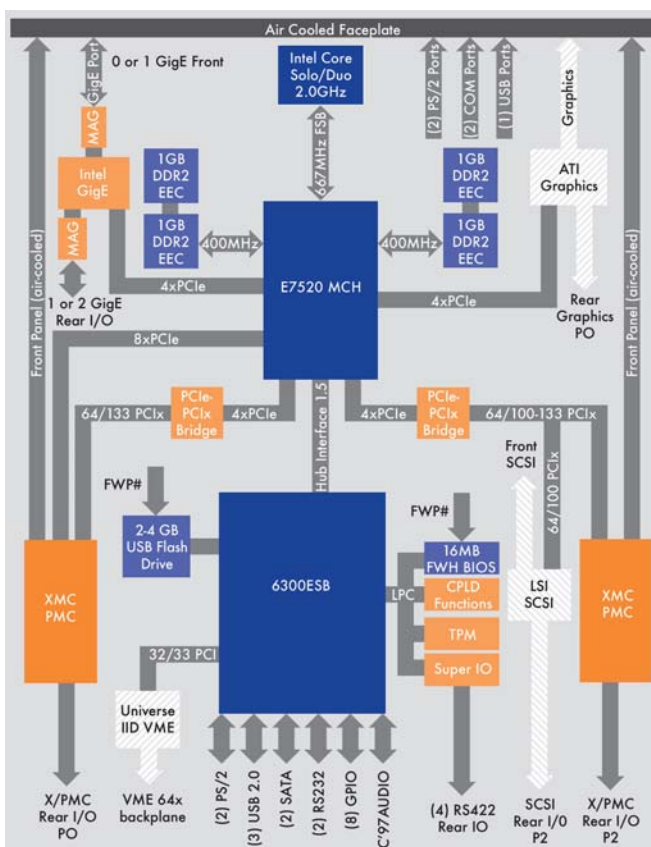 Air Cooled Faceplate
GigE Port
0 or 1 GigE Front
Intel Core
Solo/Duo
2.0GHz
(2) PS/2 Ports
(2) COM Ports
(1) USB Ports
Graphics
MAG
Intel
GigE
MAG
1 or 2 GigE
Rear I/O
1GB
DDR2
EEC
1GB
DDR2
EEC
400MHz
667MHz FSB
400MHz
1GB
DDR2
EEC
1GB
DDR2
EEC
ATI
Graphics
Rear
Graphics
PO
E7520 MCH
4xPCIe
4xPCIe
8xPCIe
Front Panel (air-cooled)
Front Panel (air-cooled)
64/133 PCIx
PCIe-
PCIx
Bridge
4xPCIe
Hub Interface 1.5
4xPCIe
PCIe-
PCIx
Bridge
64/100-133 PCIx
Front
SCSI
64/100 PCIx
FWP#
2-4 GB
USB Flash
Drive
6300ESB
FWP#
16MB
FWH BIOS
LPC
CPLD
Functions
TPM
Super IO
LSI
SCSI
XMC
PMC
XMC
PMC
32/33 PCI
Universe
IID VME
VME 64x
backplane
X/PMC
Rear I/O
PO
(2) PS/2
(3) USB 2.0
(2) SATA
(2) RS232
(8) GPIO
C'97AUDIO
(4) RS422
Rear IO
SCSI
Rear I/0
P2
X/PMC
Rear I/O
P2